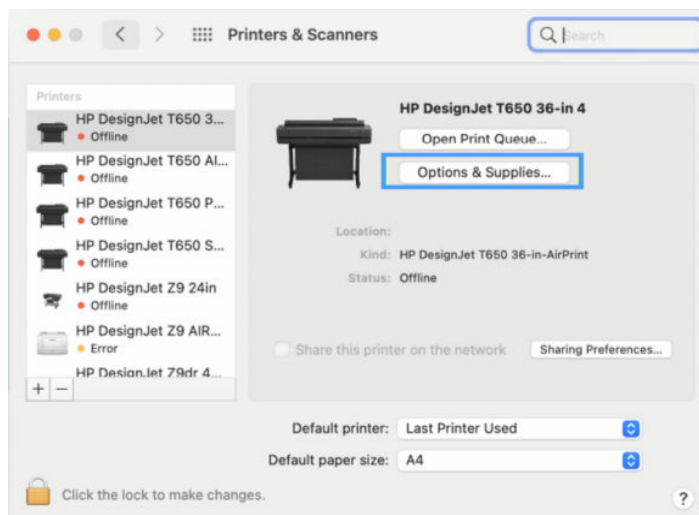 Printers & Scanners
Search
Printers
HP DesignJet T650 3...
Offline
HP DesignJet T650 AI...
Offline
HP DesignJet T650 P...
Offline
HP DesignJet T650 S...
Offline
HP DesignJet Z9 24in
Offline
HP DesignJet Z9 AIR...
Error
HP DesignJet Z9dr 4...
+ −
HP DesignJet T650 36-in 4
Open Print Queue...
Options & Supplies...
Location:
Kind: HP DesignJet T650 36-in-AirPrint
Status: Offline
Share this printer on the network
Sharing Preferences...
Default printer: Last Printer Used
Default paper size: A4
Click the lock to make changes.
?